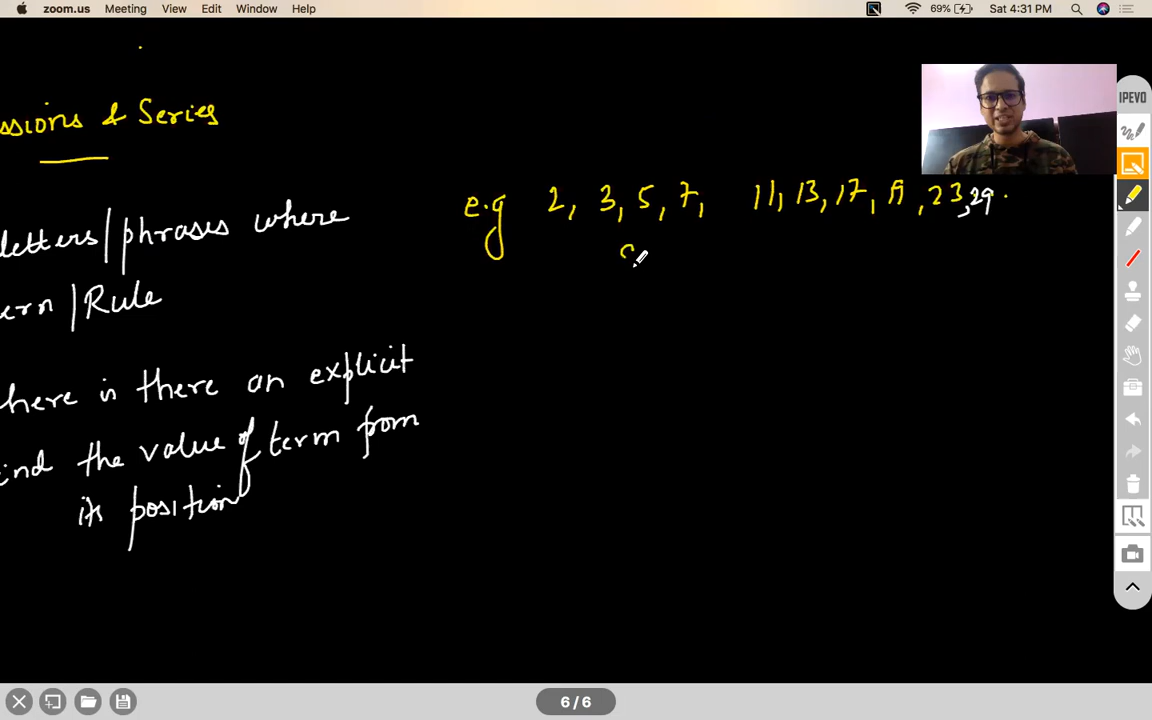 zoom.us Meeting View Edit Window Help 69% Sat 4:31 PM
IPEVO
ssions & Series
e.g 2, 3, 5, 7, 11, 13, 17, 19, 23, 29
letters/phrases where
ern/Rule
here is there an explicit
ind the value of term from
its position
6/6